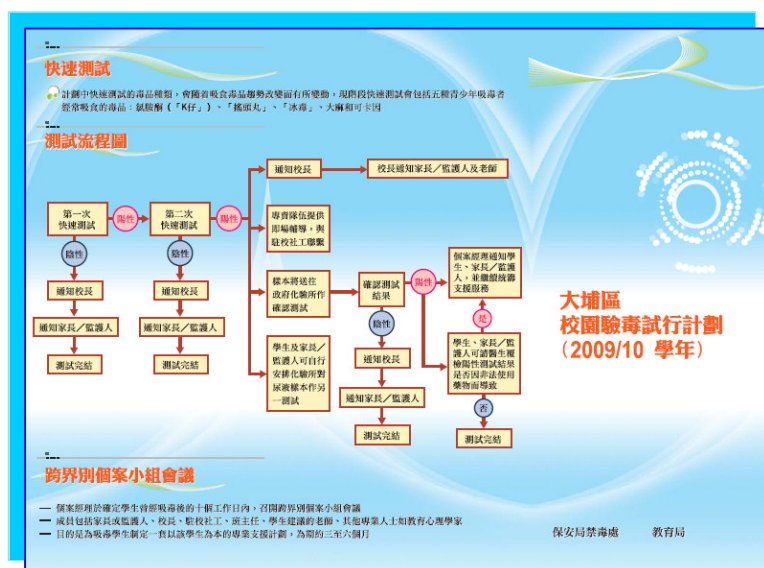 快速測試
計劃中快速測試的毒品種類，會隨着吸食毒品趨勢改變而有所變動，現階段快速測試會包括五種青少年吸毒者
經常吸食的毒品：氯胺酮（「K仔」）、「搖頭丸」、「冰毒」、大麻和可卡因
測試流程圖
通知校長
校長通知家長／監護人及老師
第一次
快速測試
陽性
第二次
快速測試
陽性
專責隊伍提供
即場輔導，與
駐校社工聯繫
陰性
陰性
個案經理通知學
生、家長／監護
人，並繼續統籌
支援服務
通知校長
通知校長
樣本將送往
政府化驗所作
確認測試
確認測試
結果
陽性
陰性
是
通知家長／監護人
通知家長／監護人
測試完結
測試完結
學生及家長／
監護人可自行
安排化驗所對
尿液樣本作另
一測試
通知校長
通知家長／監護人
測試完結
學生、家長／監
護人可請醫生覆
檢陽性測試結果
是否因非法使用
藥物而導致
否
測試完結
大埔區
校園驗毒試行計劃
(2009/10 學年)
跨界別個案小組會議
— 個案經理於確定學生曾經吸毒後的十個工作日內，召開跨界別個案小組會議
— 成員包括家長或監護人、校長、駐校社工、班主任、學生建議的老師、其他專業人士如教育心理學家
— 目的是為吸毒學生制定一套以該學生為本的專業支援計劃，為期約三至六個月
保安局禁毒處 教育局